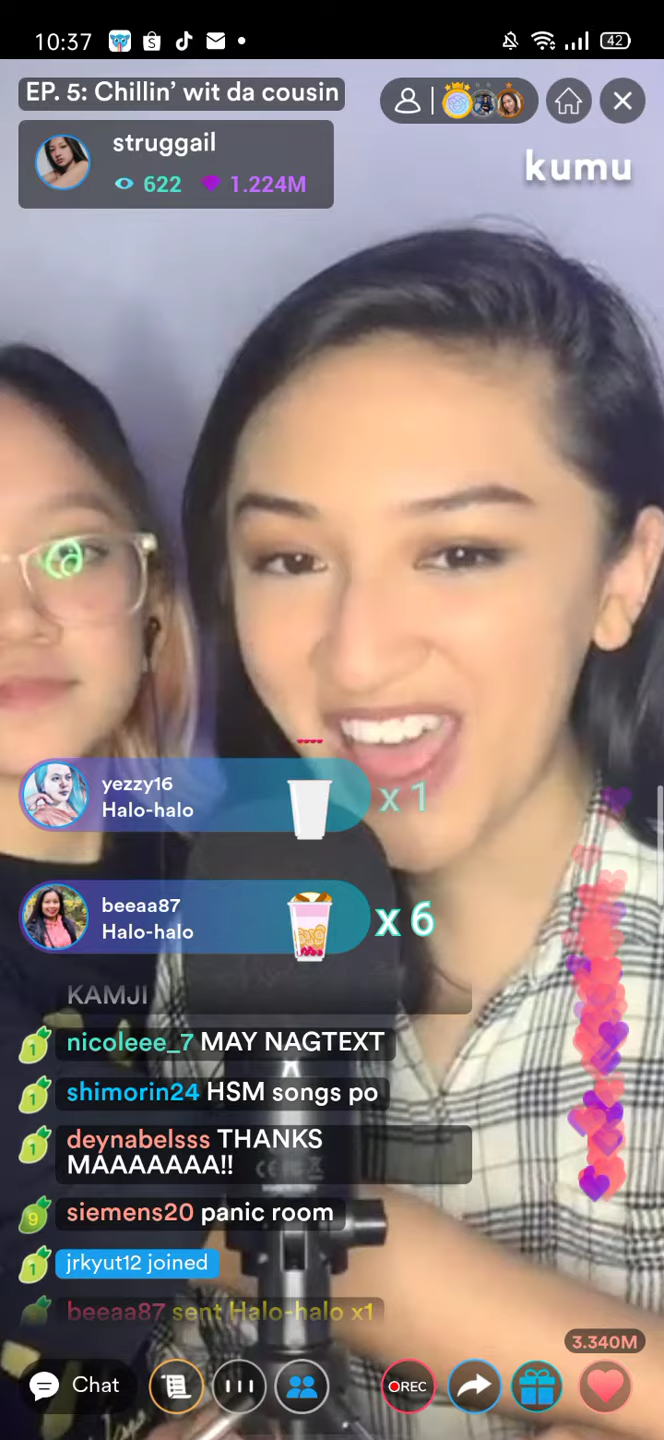 10:37
42
EP. 5: Chillin' wit da cousin
struggail
622 1.224M
kumu
yezzy16
Halo-halo
x 1
beeaa87
Halo-halo
x 6
KAMJI
1 nicoleee_7 MAY NAGTEXT
1 shimorin24 HSM songs po
1 deynabelsss THANKS
MAAAAAAA!!
9 siemens20 panic room
1 jrkyut12 joined
beeaa87 sent Halo-halo x1
3.340M
Chat
REC